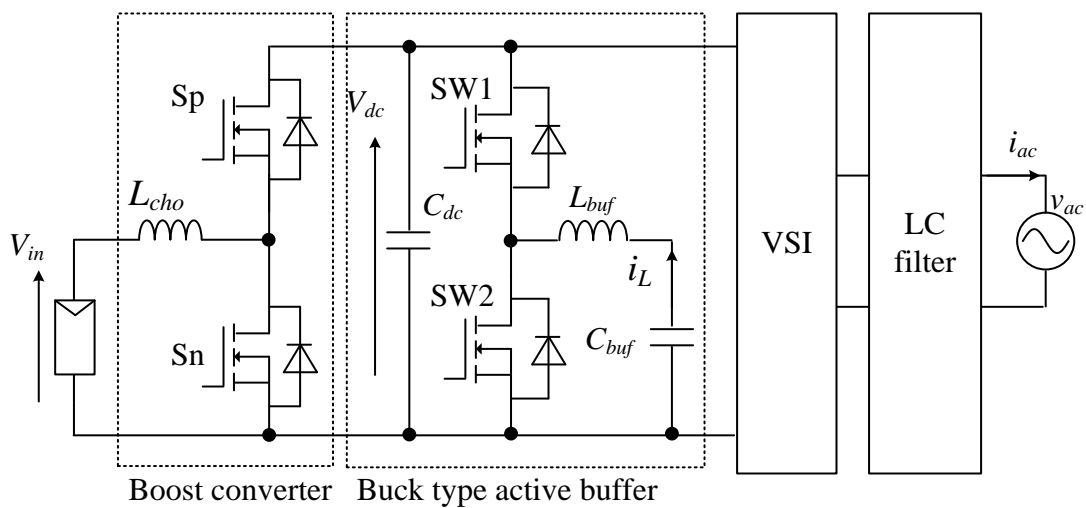 Sp
SW1
V_dc
i_ac
L_cho
C_dc
L_buf
v_ac
V_in
VSI
LC
filter
i_L
SW2
Sn
C_buf
Boost converter
Buck type active buffer